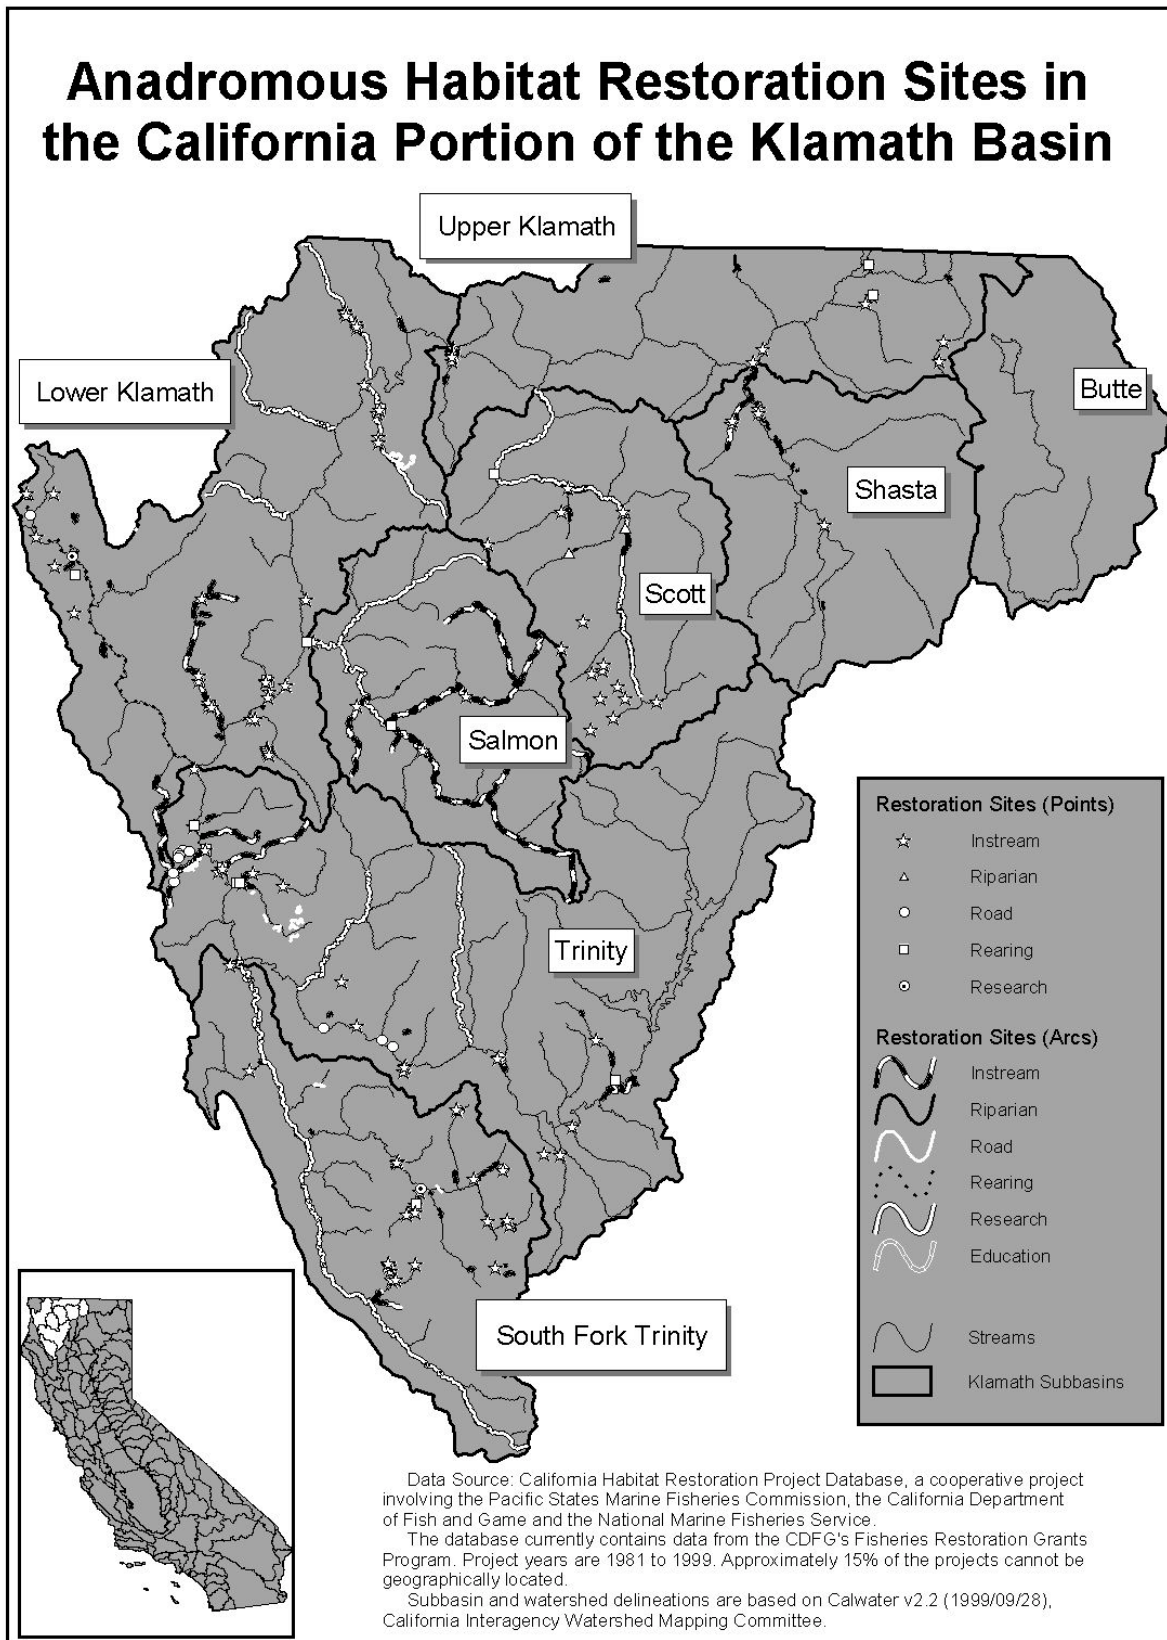 Anadromous Habitat Restoration Sites in
the California Portion of the Klamath Basin
Upper Klamath
Lower Klamath
Butte
Shasta
Scott
Salmon
Trinity
South Fork Trinity
Restoration Sites (Points)
Instream
Riparian
Road
Rearing
Research
Restoration Sites (Arcs)
Instream
Riparian
Road
Rearing
Research
Education
Streams
Klamath Subbasins
Data Source: California Habitat Restoration Project Database, a cooperative project
involving the Pacific States Marine Fisheries Commission, the California Department
of Fish and Game and the National Marine Fisheries Service.
The database currently contains data from the CDFG's Fisheries Restoration Grants
Program. Project years are 1981 to 1999. Approximately 15% of the projects cannot be
geographically located.
Subbasin and watershed delineations are based on Calwater v2.2 (1999/09/28),
California Interagency Watershed Mapping Committee.